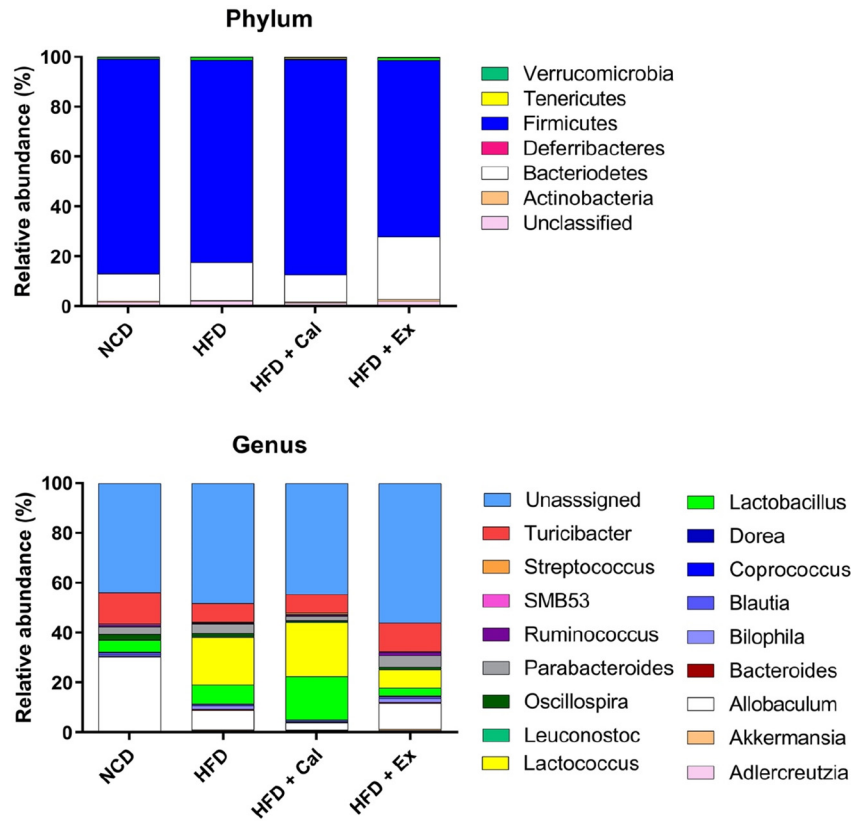 Phylum
Relative abundance (%)
100
80
60
40
20
0
NCD
HFD
HFD + Cal
HFD + Ex
Verrucomicrobia
Tenericutes
Firmicutes
Deferribacteres
Bacteriodetes
Actinobacteria
Unclassified
Genus
Relative abundance (%)
100
80
60
40
20
0
NCD
HFD
HFD + Cal
HFD + Ex
Unasssigned
Turicibacter
Streptococcus
SMB53
Ruminococcus
Parabacteroides
Oscillospira
Leuconostoc
Lactococcus
Lactobacillus
Dorea
Coprococcus
Blautia
Bilophila
Bacteroides
Allobaculum
Akkermansia
Adlercreutzia